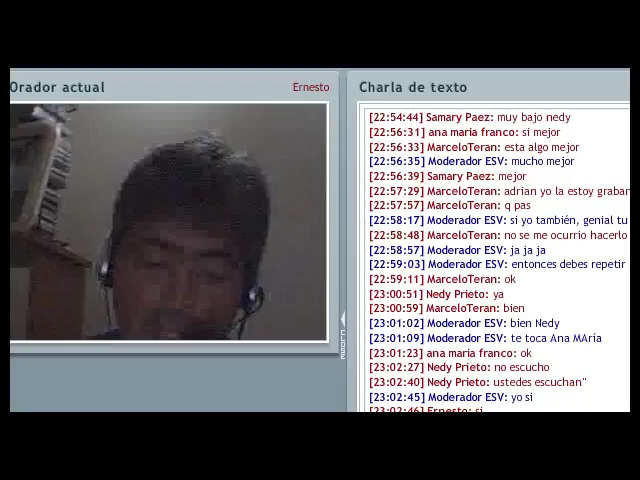 Orador actual
Ernesto
Charla de texto
[22:54:44] Samary Paez: muy bajo nedy
[22:56:31] ana maria franco: si mejor
[22:56:33] MarceloTeran: esta algo mejor
[22:56:35] Moderador ESV: mucho mejor
[22:56:39] Samary Paez: mejor
[22:57:29] MarceloTeran: adrian yo la estoy grabar
[22:57:57] MarceloTeran: q pas
[22:58:17] Moderador ESV: si yo también, genial tu
[22:58:48] MarceloTeran: no se me ocurrio hacerlo
[22:58:57] Moderador ESV: ja ja ja
[22:59:03] Moderador ESV: entonces debes repetir
[22:59:11] MarceloTeran: ok
[23:00:51] Nedy Prieto: ya
[23:00:59] MarceloTeran: bien
[23:01:02] Moderador ESV: bien Nedy
[23:01:09] Moderador ESV: te toca Ana MAría
[23:01:23] ana maria franco: ok
[23:02:27] Nedy Prieto: no escucho
[23:02:40] Nedy Prieto: ustedes escuchan"
[23:02:45] Moderador ESV: yo si
[23:02:46] Ernesto: si